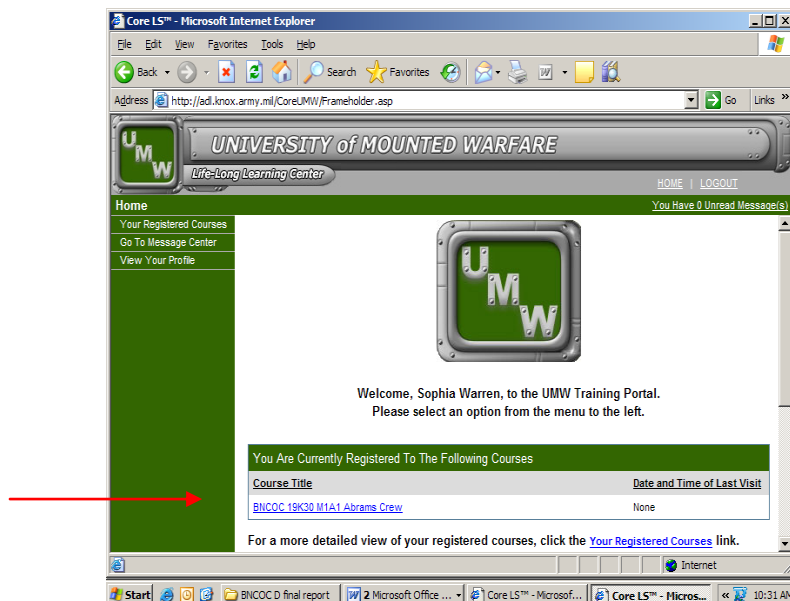 Core LS™ - Microsoft Internet Explorer
File Edit View Favorites Tools Help
Back Search Favorites
Address http://adl.knox.army.mil/CoreUMW/Frameholder.asp Go Links »
UMW
UNIVERSITY of MOUNTED WARFARE
Life-Long Learning Center
HOME | LOGOUT
Home You Have 0 Unread Message(s)
Your Registered Courses
Go To Message Center
View Your Profile
UMW
Welcome, Sophia Warren, to the UMW Training Portal.
Please select an option from the menu to the left.
You Are Currently Registered To The Following Courses
Course Title Date and Time of Last Visit
BNCOC 19K30 M1A1 Abrams Crew None
For a more detailed view of your registered courses, click the Your Registered Courses link.
Internet
Start BNCOC D final report 2 Microsoft Office ... Core LS™ - Microsof... Core LS™ - Micros... « 10:31 AM